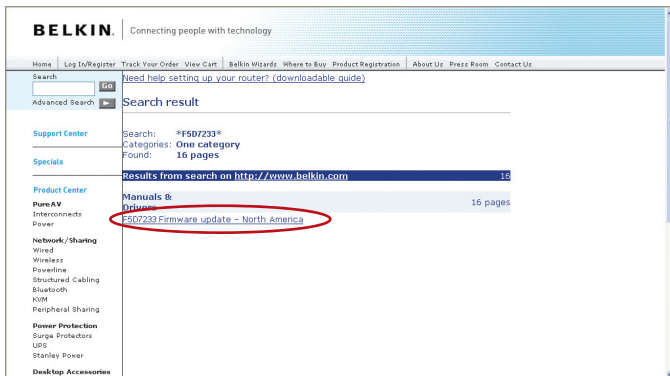 BELKIN. Connecting people with technology
Home Log In/Register Track Your Order View Cart Belkin Wizards Where to Buy Product Registration About Us Press Room Contact Us
Search
Go
Advanced Search
Support Center
Specials
Product Center
PureAV
Interconnects
Power
Network/Sharing
Wired
Wireless
Poverline
Structured Cabling
Bluetooth
KVM
Peripheral Sharing
Power Protection
Surge Protectors
UPS
Stanley Power
Desktop Accessories
Need help setting up your router? (downloadable guide)
Search result
Search: *F5D7233*
Categories: One category
Found: 16 pages
Results from search on http://www.belkin.com 16
Manuals & 
Drivers 16 pages
F5D7233 Firmware update - North America